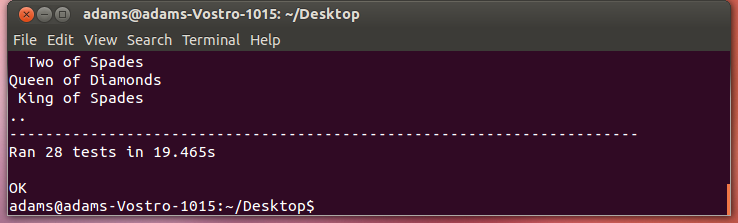 adams@adams-Vostro-1015: ~/Desktop
File Edit View Search Terminal Help
  Two of Spades
Queen of Diamonds
 King of Spades
..
----------------------------------------------------------------------
Ran 28 tests in 19.465s

OK
adams@adams-Vostro-1015:~/Desktop$